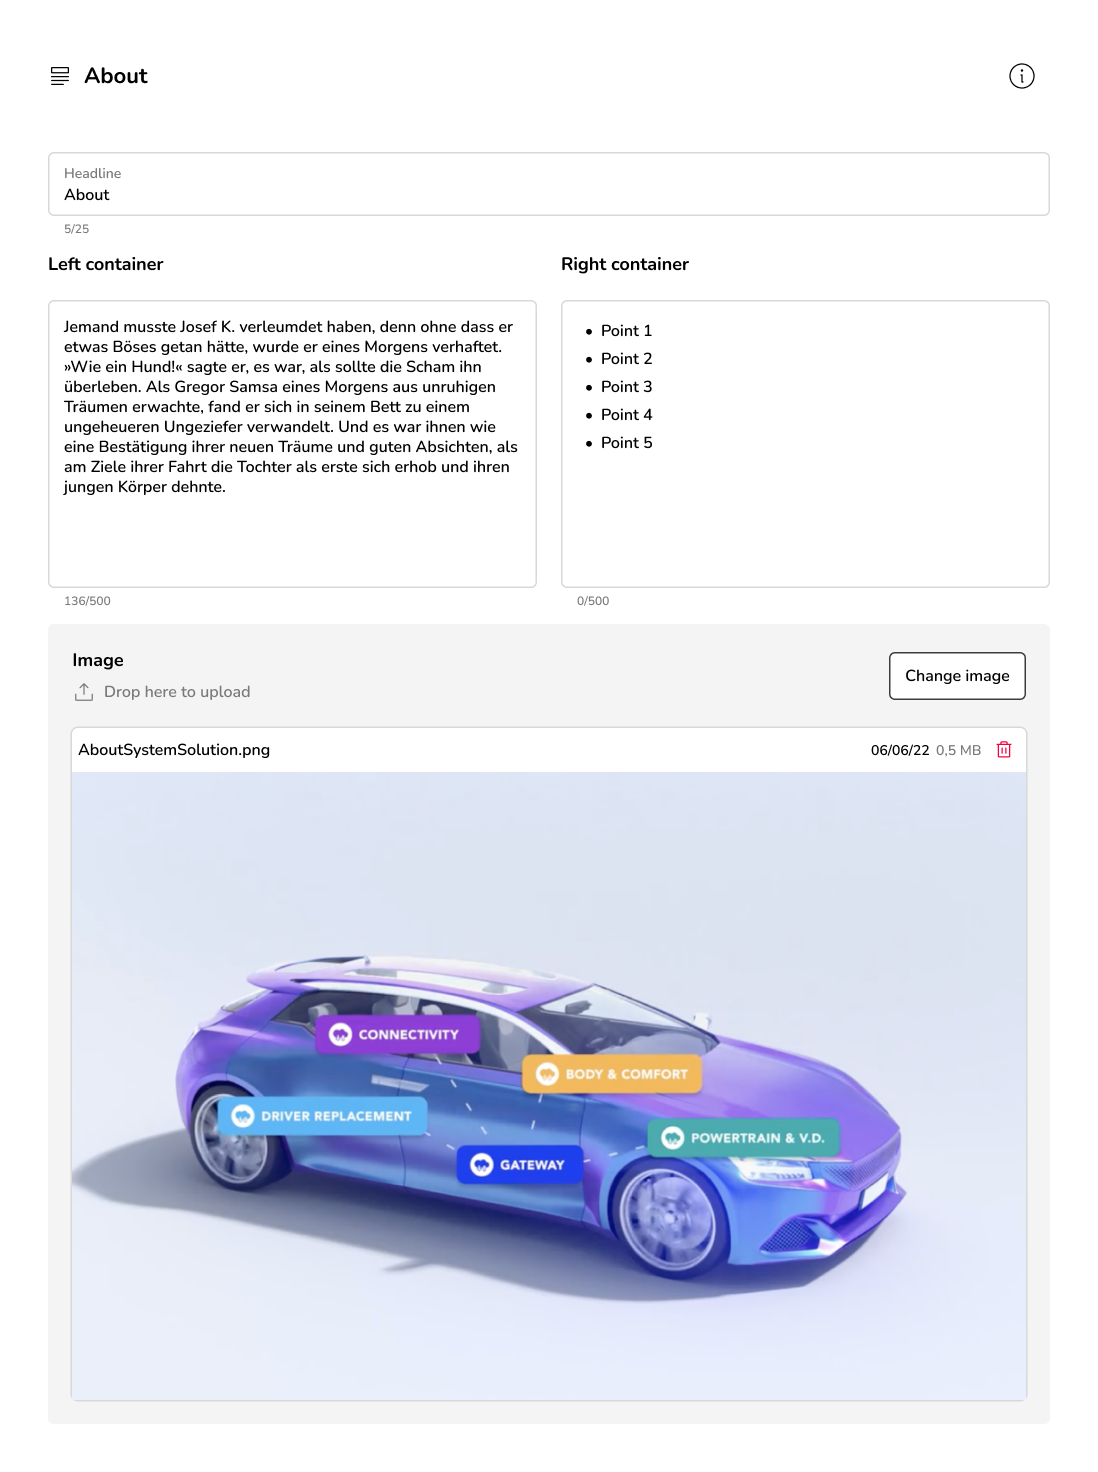 About
Headline
About
5/25
Left container
Right container
Jemand musste Josef K. verleumdet haben, denn ohne dass er
etwas Böses getan hätte, wurde er eines Morgens verhaftet.
»Wie ein Hund!« sagte er, es war, als sollte die Scham ihn
überleben. Als Gregor Samsa eines Morgens aus unruhigen
Träumen erwachte, fand er sich in seinem Bett zu einem
ungeheueren Ungeziefer verwandelt. Und es war ihnen wie
eine Bestätigung ihrer neuen Träume und guten Absichten, als
am Ziele ihrer Fahrt die Tochter als erste sich erhob und ihren
jungen Körper dehnte.
136/500
• Point 1
• Point 2
• Point 3
• Point 4
• Point 5
0/500
Image
Drop here to upload
Change image
AboutSystemSolution.png
06/06/22 0,5 MB
CONNECTIVITY
BODY & COMFORT
DRIVER REPLACEMENT
POWERTRAIN & V.D.
GATEWAY